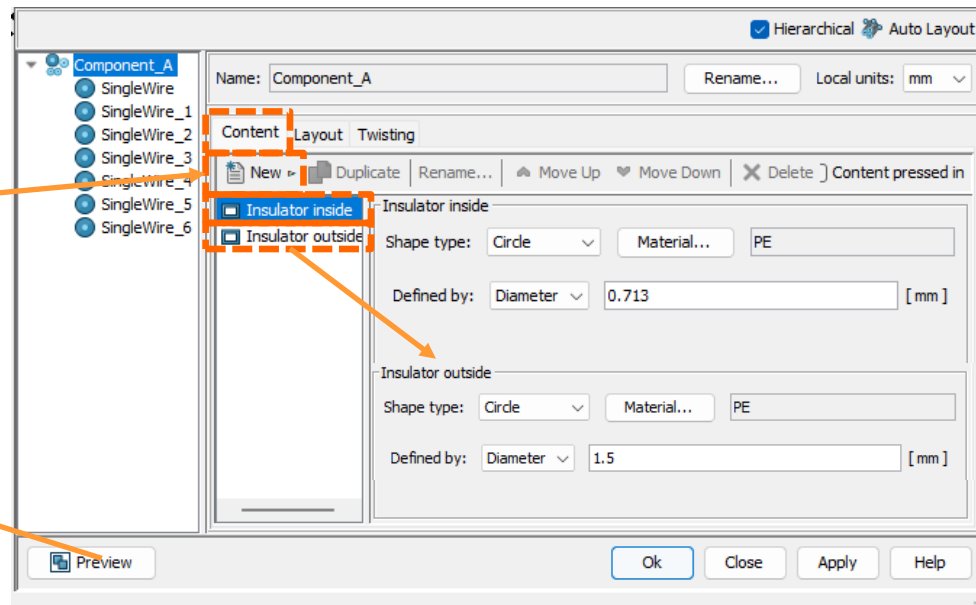 Hierarchical Auto Layout
Component_A
SingleWire
SingleWire_1
SingleWire_2
SingleWire_3
SingleWire_4
SingleWire_5
SingleWire_6
Name: Component_A Rename... Local units: mm
Content Layout Twisting
New Duplicate Rename... Move Up Move Down Delete Content pressed in
Insulator inside
Insulator outside
Insulator inside
Shape type: Circle Material... PE
Defined by: Diameter 0.713 [ mm ]
Insulator outside
Shape type: Circle Material... PE
Defined by: Diameter 1.5 [ mm ]
Preview Ok Close Apply Help